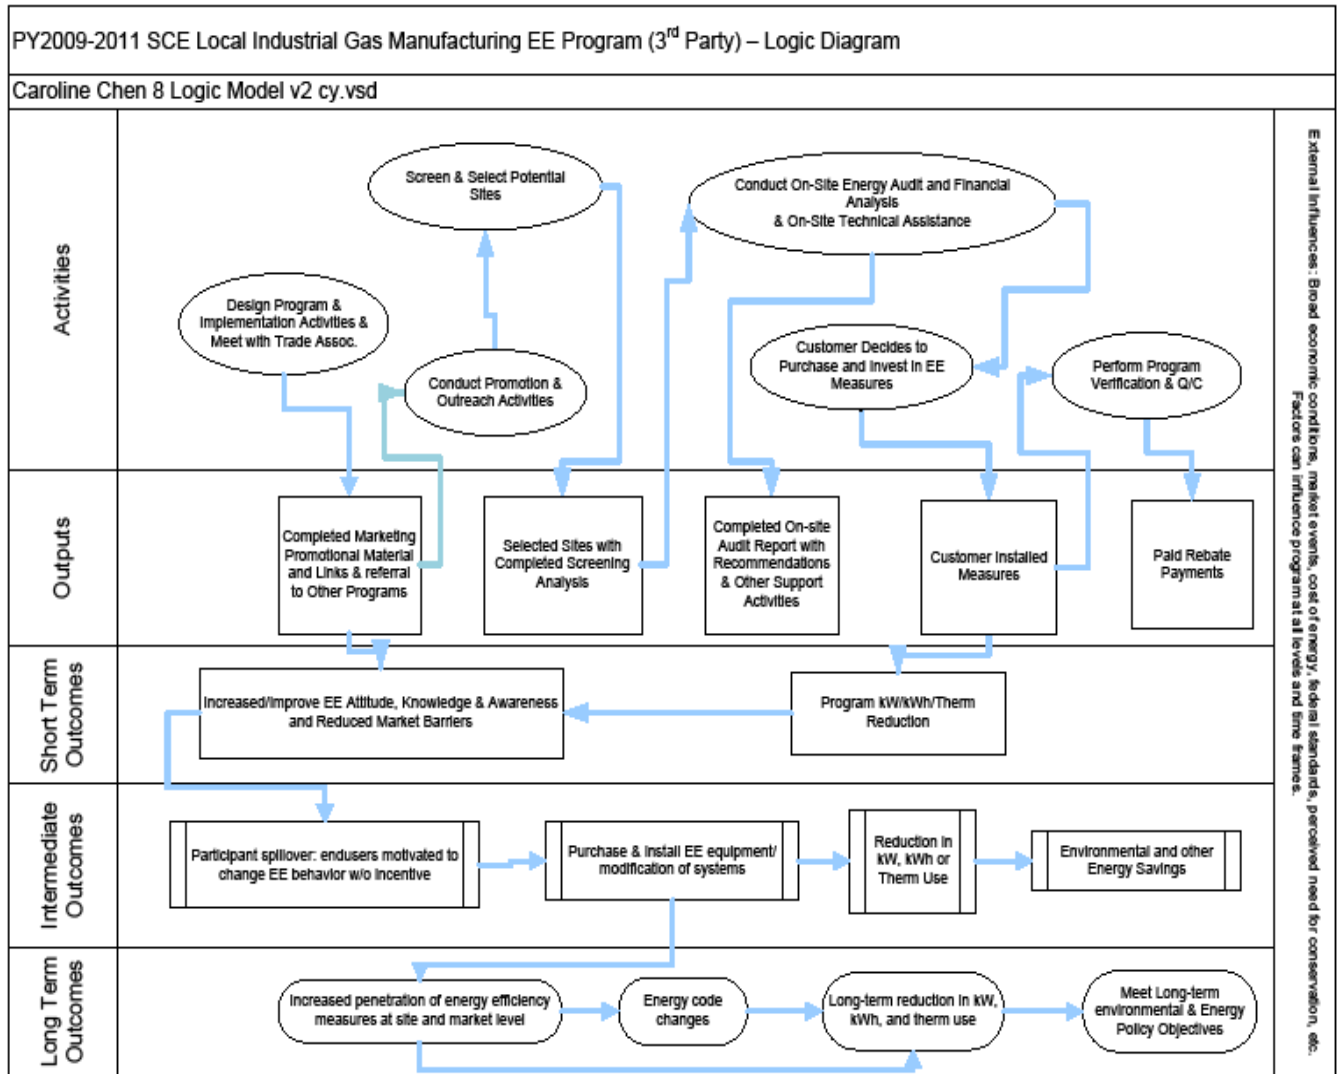 PY2009-2011 SCE Local Industrial Gas Manufacturing EE Program (3rd Party) – Logic Diagram
Caroline Chen 8 Logic Model v2 cy.vsd
Activities
Screen & Select Potential
Sites
Conduct On-Site Energy Audit and Financial
Analysis
& On-Site Technical Assistance
Design Program &
Implementation Activities &
Meet with Trade Assoc.
Conduct Promotion &
Outreach Activities
Customer Decides to
Purchase and Invest in EE
Measures
Perform Program
Verification & Q/C
Outputs
Completed Marketing
Promotional Material
and Links & referral
to Other Programs
Selected Sites with
Completed Screening
Analysis
Completed On-site
Audit Report with
Recommendations
& Other Support
Activities
Customer Installed
Measures
Paid Rebate
Payments
Short Term
Outcomes
Increased/Improve EE Attitude, Knowledge & Awareness
and Reduced Market Barriers
Program kW/kWh/Therm
Reduction
Intermediate
Outcomes
Participant spillover: endusers motivated to
change EE behavior w/o incentive
Purchase & Install EE equipment/
modification of systems
Reduction in
kW, kWh or
Therm Use
Environmental and other
Energy Savings
Long Term
Outcomes
Increased penetration of energy efficiency
measures at site and market level
Energy code
changes
Long-term reduction in kW,
kWh, and therm use
Meet Long-term
environmental & Energy
Policy Objectives
External Influences: Broad economic conditions, market events, cost of energy, federal standards, perceived need for conservation, etc.
Factors can influence program at all levels and time frames.